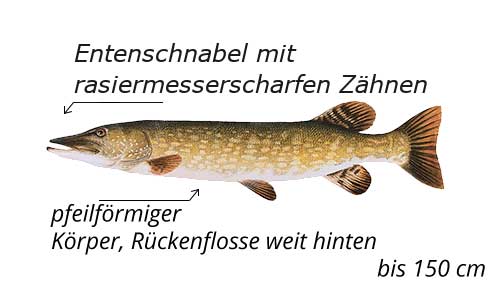 Entenschnabel mit
rasiermesserscharfen Zähnen
pfeilförmiger
Körper, Rückenflosse weit hinten
bis 150 cm